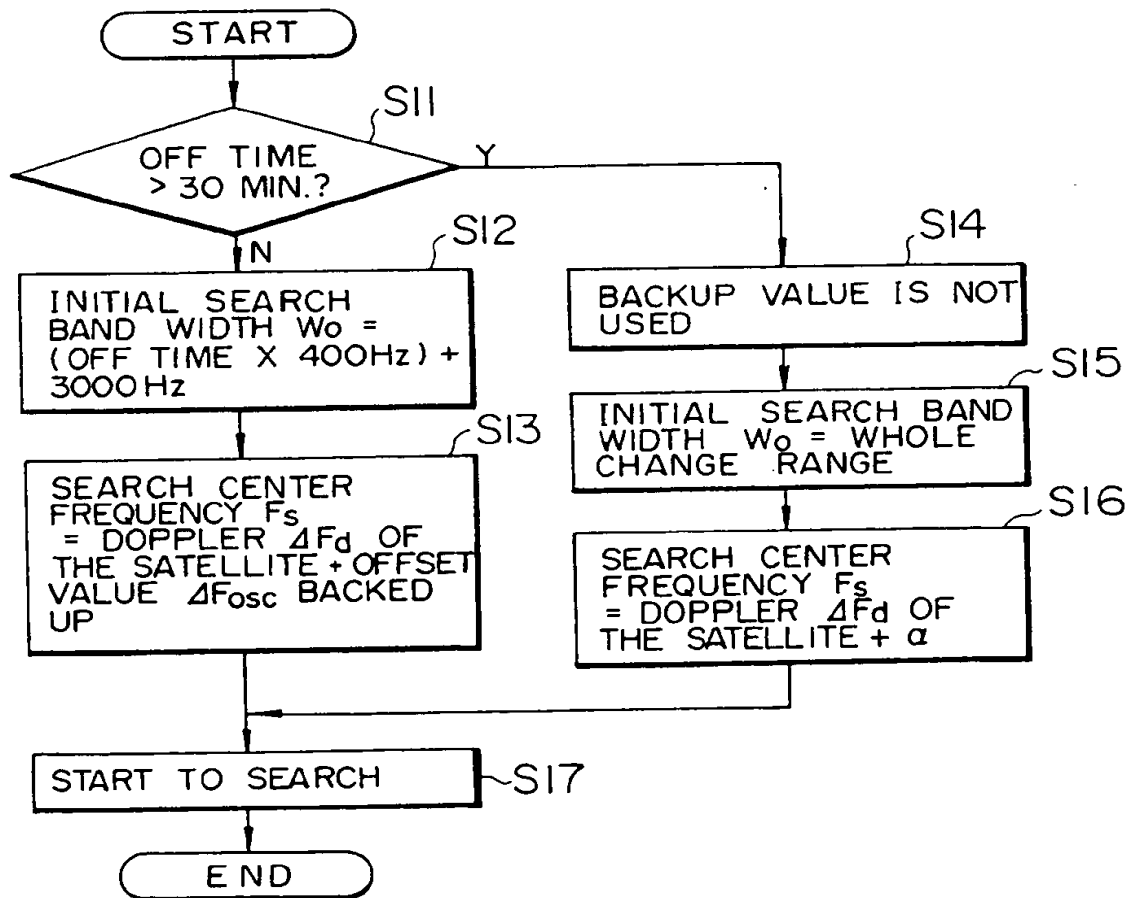 START
S11
OFF TIME
> 30 MIN.?
Y
N
S12
INITIAL SEARCH
BAND WIDTH Wo =
(OFF TIME X 400Hz) +
3000Hz
S13
SEARCH CENTER
FREQUENCY Fs
= DOPPLER ΔFd OF
THE SATELLITE + OFFSET
VALUE ΔFosc BACKED
UP
S14
BACKUP VALUE IS NOT
USED
S15
INITIAL SEARCH BAND
WIDTH Wo = WHOLE
CHANGE RANGE
S16
SEARCH CENTER
FREQUENCY Fs
= DOPPLER ΔFd OF
THE SATELLITE + α
START TO SEARCH
S17
END